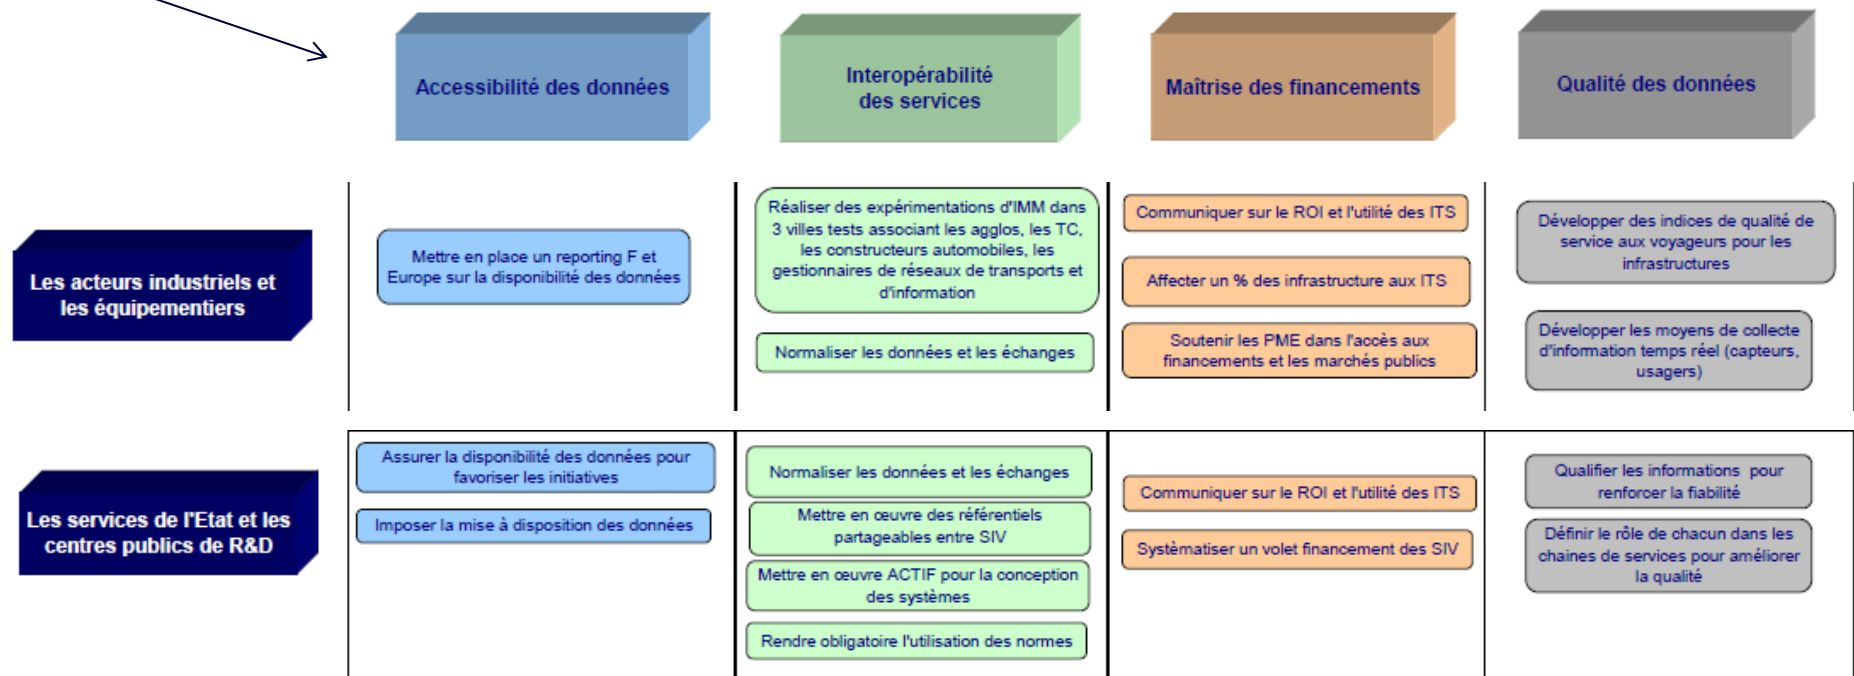 Accessibilité des données
Interopérabilité
des services
Maîtrise des financements
Qualité des données
Les acteurs industriels et
les équipementiers
Mettre en place un reporting F et
Europe sur la disponibilité des données
Réaliser des expérimentations d'IMM dans
3 villes tests associant les agglos, les TC,
les constructeurs automobiles, les
gestionnaires de réseaux de transports et
d'information
Normaliser les données et les échanges
Communiquer sur le ROI et l'utilité des ITS
Affecter un % des infrastructure aux ITS
Soutenir les PME dans l'accès aux
financements et les marchés publics
Développer des indices de qualité de
service aux voyageurs pour les
infrastructures
Développer les moyens de collecte
d'information temps réel (capteurs,
usagers)
Les services de l'Etat et les
centres publics de R&D
Assurer la disponibilité des données pour
favoriser les initiatives
Imposer la mise à disposition des données
Normaliser les données et les échanges
Mettre en œuvre des référentiels
partageables entre SIV
Mettre en œuvre ACTIF pour la conception
des systèmes
Rendre obligatoire l'utilisation des normes
Communiquer sur le ROI et l'utilité des ITS
Systèmatiser un volet financement des SIV
Qualifier les informations pour
renforcer la fiabilité
Définir le rôle de chacun dans les
chaines de services pour améliorer
la qualité